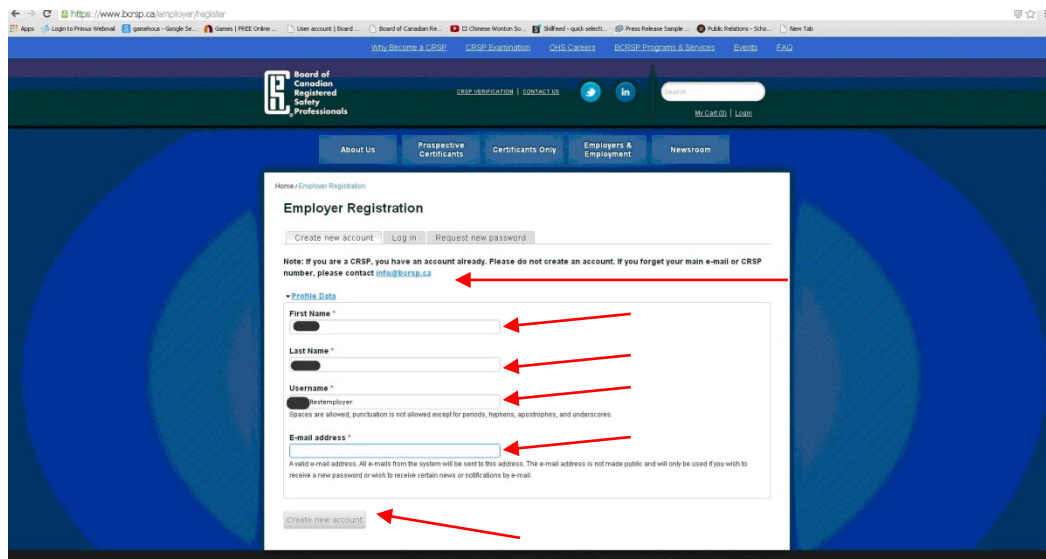 https://www.bcrsp.ca/employer/register
Apps Login to Primus Webmail gamehous - Google Se... Games | FREE Online ... User account | Board ... Board of Canadian Re... CI Chinese Wonton So... Skilfeed - quick selecti... Press Release Sample ... Public Relations - Scho... New Tab
Why Become a CRSP CRSP Examination OHS Careers BCRSP Programs & Services Events FAQ
Board of
Canadian
Registered
Safety
Professionals
CRSP VERIFICATION | CONTACT US
in
Search
My Cart (0) | Login
About Us
Prospective
Certificants
Certificants Only
Employers &
Employment
Newsroom
Home / Employer Registration
Employer Registration
Create new account Log in Request new password
Note: If you are a CRSP, you have an account already. Please do not create an account. If you forget your main e-mail or CRSP
number, please contact info@bcrsp.ca
Profile Data
First Name *
Last Name *
Username *
testemployer
Spaces are allowed; punctuation is not allowed except for periods, hyphens, apostrophes, and underscores.
E-mail address *
A valid e-mail address. All e-mails from the system will be sent to this address. The e-mail address is not made public and will only be used if you wish to
receive a new password or wish to receive certain news or notifications by e-mail.
Create new account